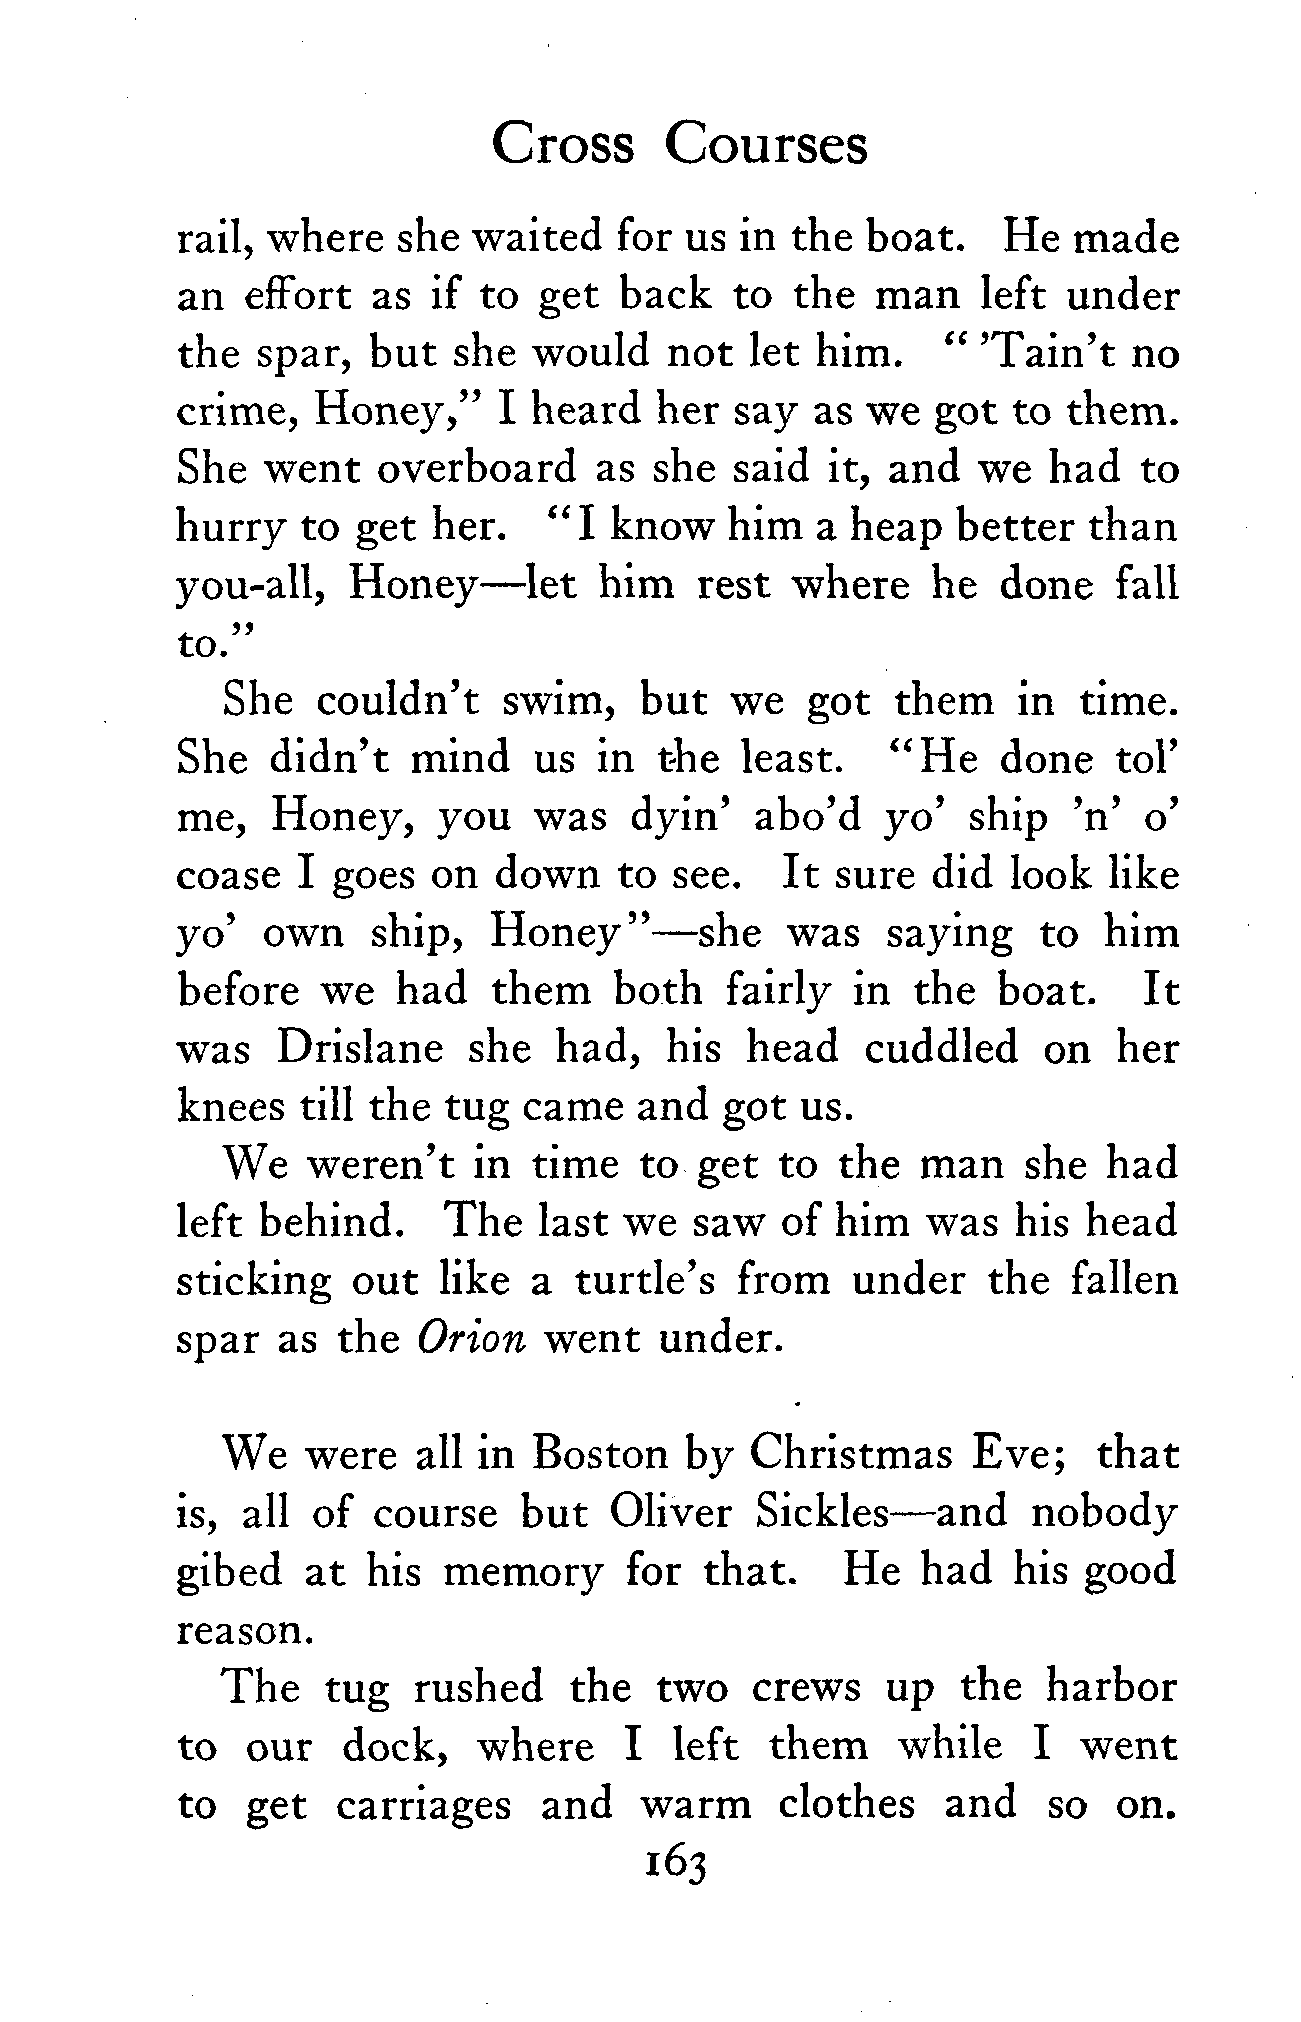 Cross Courses
rail, where she waited for us in the boat. He made
an effort as if to get back to the man left under
the spar, but she would not let him. " 'Tain't no
crime, Honey," I heard her say as we got to them.
She went overboard as she said it, and we had to
hurry to get her. "I know him a heap better than
you-all, Honey—let him rest where he done fall
to."
She couldn't swim, but we got them in time.
She didn't mind us in the least. "He done tol'
me, Honey, you was dyin' abo'd yo' ship 'n' o'
coase I goes on down to see. It sure did look like
yo' own ship, Honey"—she was saying to him
before we had them both fairly in the boat. It
was Drislane she had, his head cuddled on her
knees till the tug came and got us.
We weren't in time to get to the man she had
left behind. The last we saw of him was his head
sticking out like a turtle's from under the fallen
spar as the Orion went under.
We were all in Boston by Christmas Eve; that
is, all of course but Oliver Sickles—and nobody
gibed at his memory for that. He had his good
reason.
The tug rushed the two crews up the harbor
to our dock, where I left them while I went
to get carriages and warm clothes and so on.
163